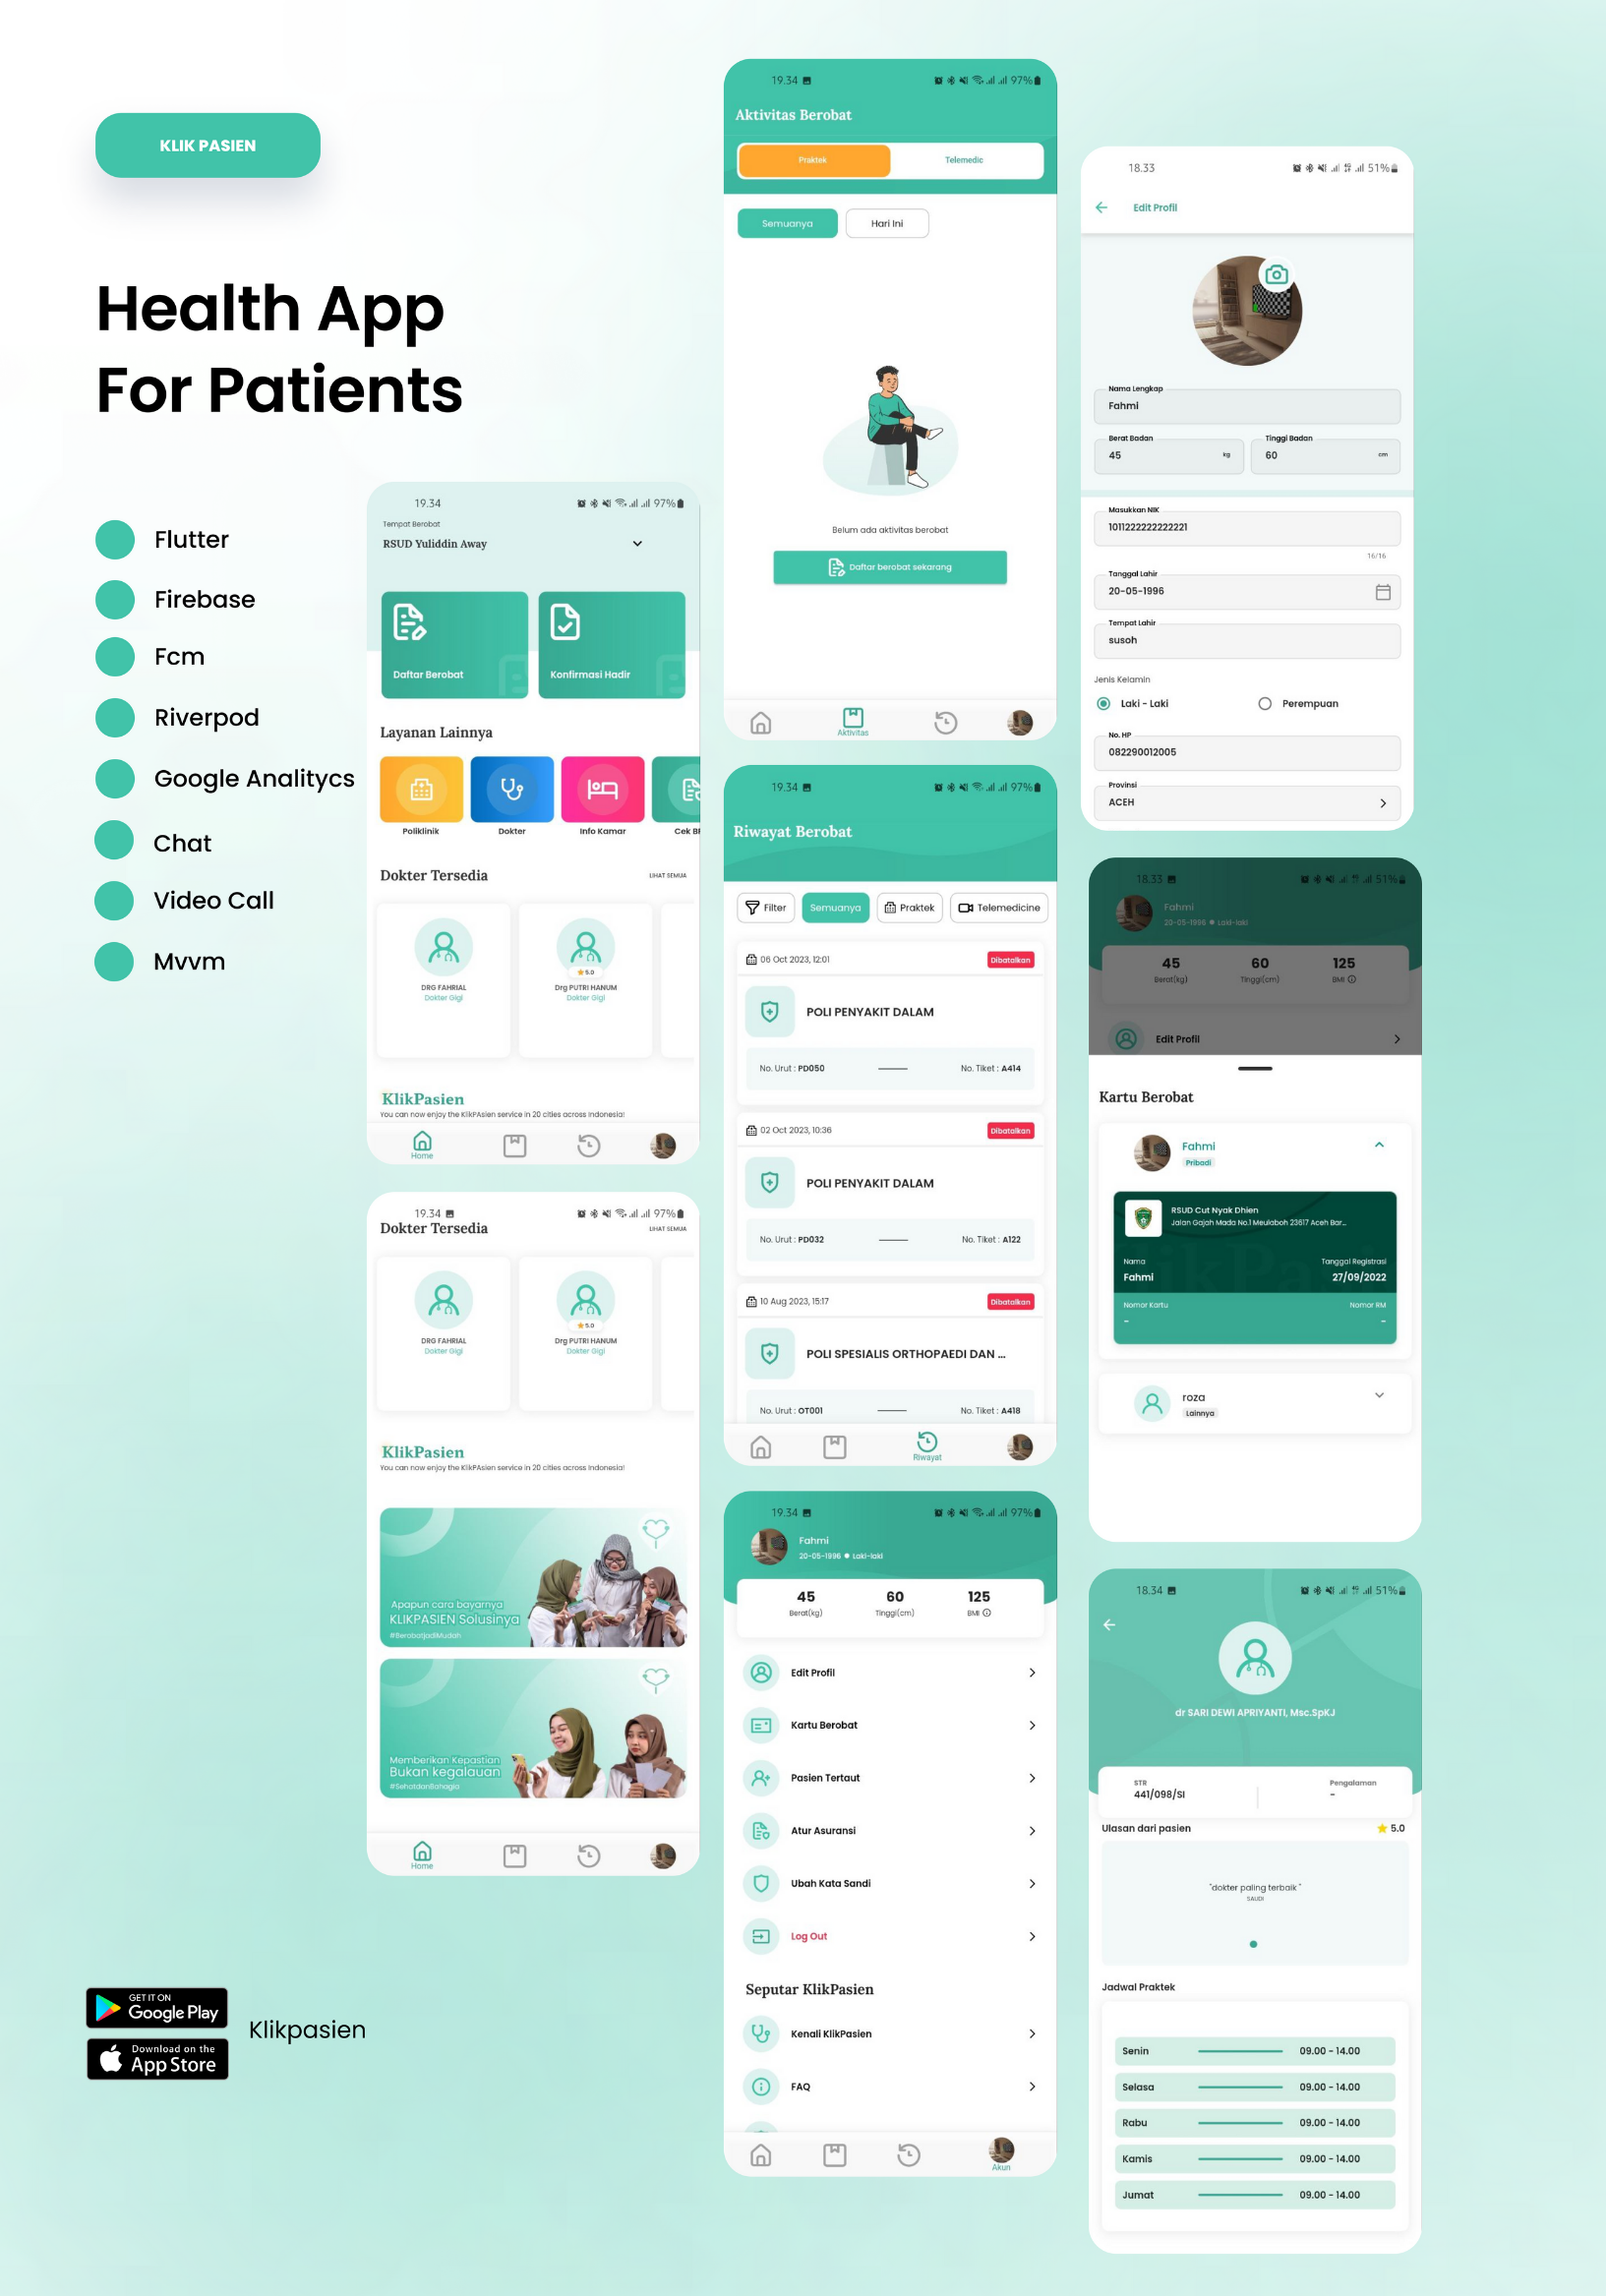 KLIK PASIEN
Health App
For Patients
Flutter
Firebase
Fcm
Riverpod
Google Analitycs
Chat
Video Call
Mvvm
GET IT ON
Google Play
Download on the
App Store
Klikpasien
19.34 97%
Tempat Berobat
RSUD Yuliddin Away
Daftar Berobat
Konfirmasi Hadir
Layanan Lainnya
Poliklinik Dokter Info Kamar Cek BP
Dokter Tersedia LIHAT SEMUA
5.0
DRG FAHRIAL Drg PUTRI HANUM
Dokter Gigi Dokter Gigi
KlikPasien
You can now enjoy the KlikPAsien service in 20 cities across Indonesia!
Home
19.34 97%
Dokter Tersedia LIHAT SEMUA
5.0
DRG FAHRIAL Drg PUTRI HANUM
Dokter Gigi Dokter Gigi
KlikPasien
You can now enjoy the KlikPAsien service in 20 cities across Indonesia!
Apapun cara bayarnya
KLIKPASIEN Solusinya
#BerobatjadiMudah
Memberikan Kepastian
Bukan kegalauan
#SehatdanBahagia
Home
19.34 97%
Aktivitas Berobat
Praktek Telemedic
Semuanya Hari Ini
Belum ada aktivitas berobat
Daftar berobat sekarang
Aktivitas
19.34 97%
Riwayat Berobat
Filter Semuanya Praktek Telemedicine
06 Oct 2023, 12:01 Dibatalkan
POLI PENYAKIT DALAM
No. Urut : PD050 No. Tiket : A414
02 Oct 2023, 10:36 Dibatalkan
POLI PENYAKIT DALAM
No. Urut : PD032 No. Tiket : A122
10 Aug 2023, 15:17 Dibatalkan
POLI SPESIALIS ORTHOPAEDI DAN ...
No. Urut : OT001 No. Tiket : A418
Riwayat
19.34 97%
Fahmi
20-05-1996 Laki-laki
45 60 125
Berat(kg) Tinggi(cm) BMI
Edit Profil
Kartu Berobat
Pasien Tertaut
Atur Asuransi
Ubah Kata Sandi
Log Out
Seputar KlikPasien
Kenali KlikPasien
FAQ
Akun
18.33 51%
Edit Profil
Nama Lengkap
Fahmi
Berat Badan Tinggi Badan
45 kg 60 cm
Masukkan NIK
1011222222222221
16/16
Tanggal Lahir
20-05-1996
Tempat Lahir
susoh
Jenis Kelamin
Laki - Laki Perempuan
No. HP
082290012005
Provinsi
ACEH
18.33 51%
Fahmi
20-05-1996 Laki-laki
45 60 125
Berat(kg) Tinggi(cm) BMI
Edit Profil
Kartu Berobat
Fahmi
Pribadi
RSUD Cut Nyak Dhien
Jalan Gajah Mada No.1 Meulaboh 23617 Aceh Bar...
Nama Tanggal Registrasi
Fahmi 27/09/2022
Nomor Kartu Nomor RM
- -
roza
Lainnya
18.34 51%
dr SARI DEWI APRIYANTI, Msc.SpKJ
STR Pengalaman
441/098/SI -
Ulasan dari pasien 5.0
"dokter paling terbaik "
SAUDI
Jadwal Praktek
Senin 09.00 - 14.00
Selasa 09.00 - 14.00
Rabu 09.00 - 14.00
Kamis 09.00 - 14.00
Jumat 09.00 - 14.00